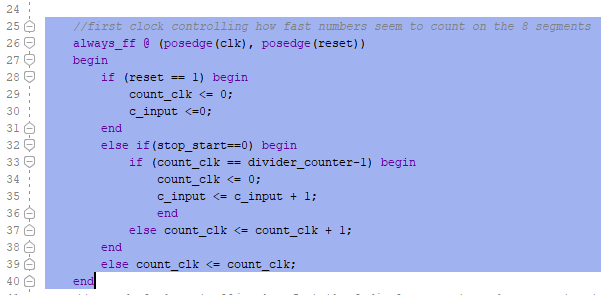 24
25 //first clock controlling how fast numbers seem to count on the 8 segments
26 always_ff @ (posedge(clk), posedge(reset))
27 begin
28 if (reset == 1) begin
29 count_clk <= 0;
30 c_input <=0;
31 end
32 else if(stop_start==0) begin
33 if (count_clk == divider_counter-1) begin
34 count_clk <= 0;
35 c_input <= c_input + 1;
36 end
37 else count_clk <= count_clk + 1;
38 end
39 else count_clk <= count_clk;
40 end